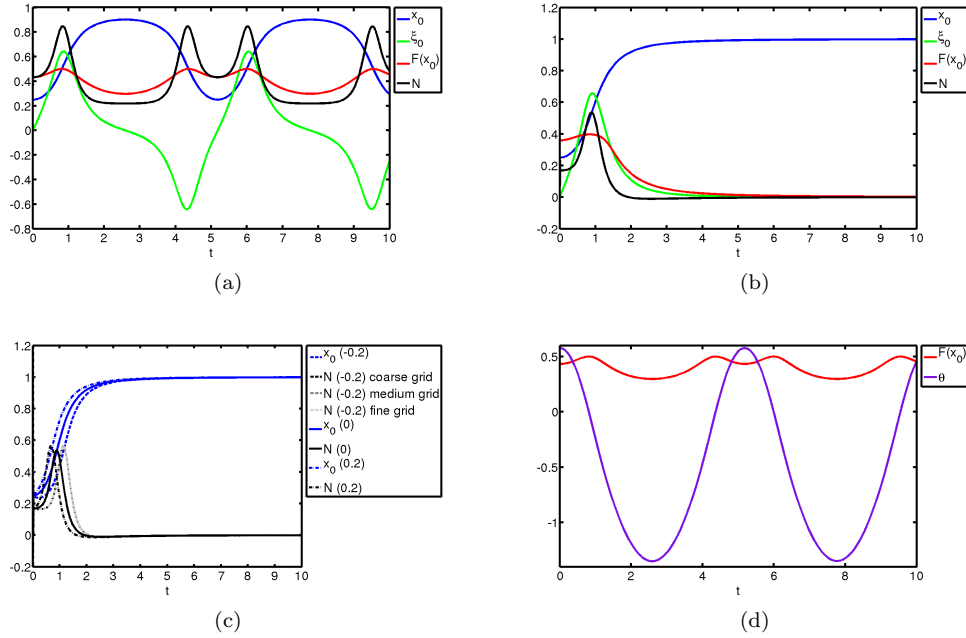 1
0.8
0.6
0.4
0.2
0
-0.2
-0.4
-0.6
-0.8
0 1 2 3 4 5 6 7 8 9 10
t
x0
ξ0
F(x0)
N
(a)
1.2
1
0.8
0.6
0.4
0.2
0
-0.2
0 1 2 3 4 5 6 7 8 9 10
t
x0
ξ0
F(x0)
N
(b)
1.2
1
0.8
0.6
0.4
0.2
0
-0.2
0 1 2 3 4 5 6 7 8 9 10
t
x0 (-0.2)
N (-0.2) coarse grid
N (-0.2) medium grid
N (-0.2) fine grid
x0 (0)
N (0)
x0 (0.2)
N (0.2)
(c)
0.5
0
-0.5
-1
0 2 4 6 8 10
t
F(x0)
θ
(d)